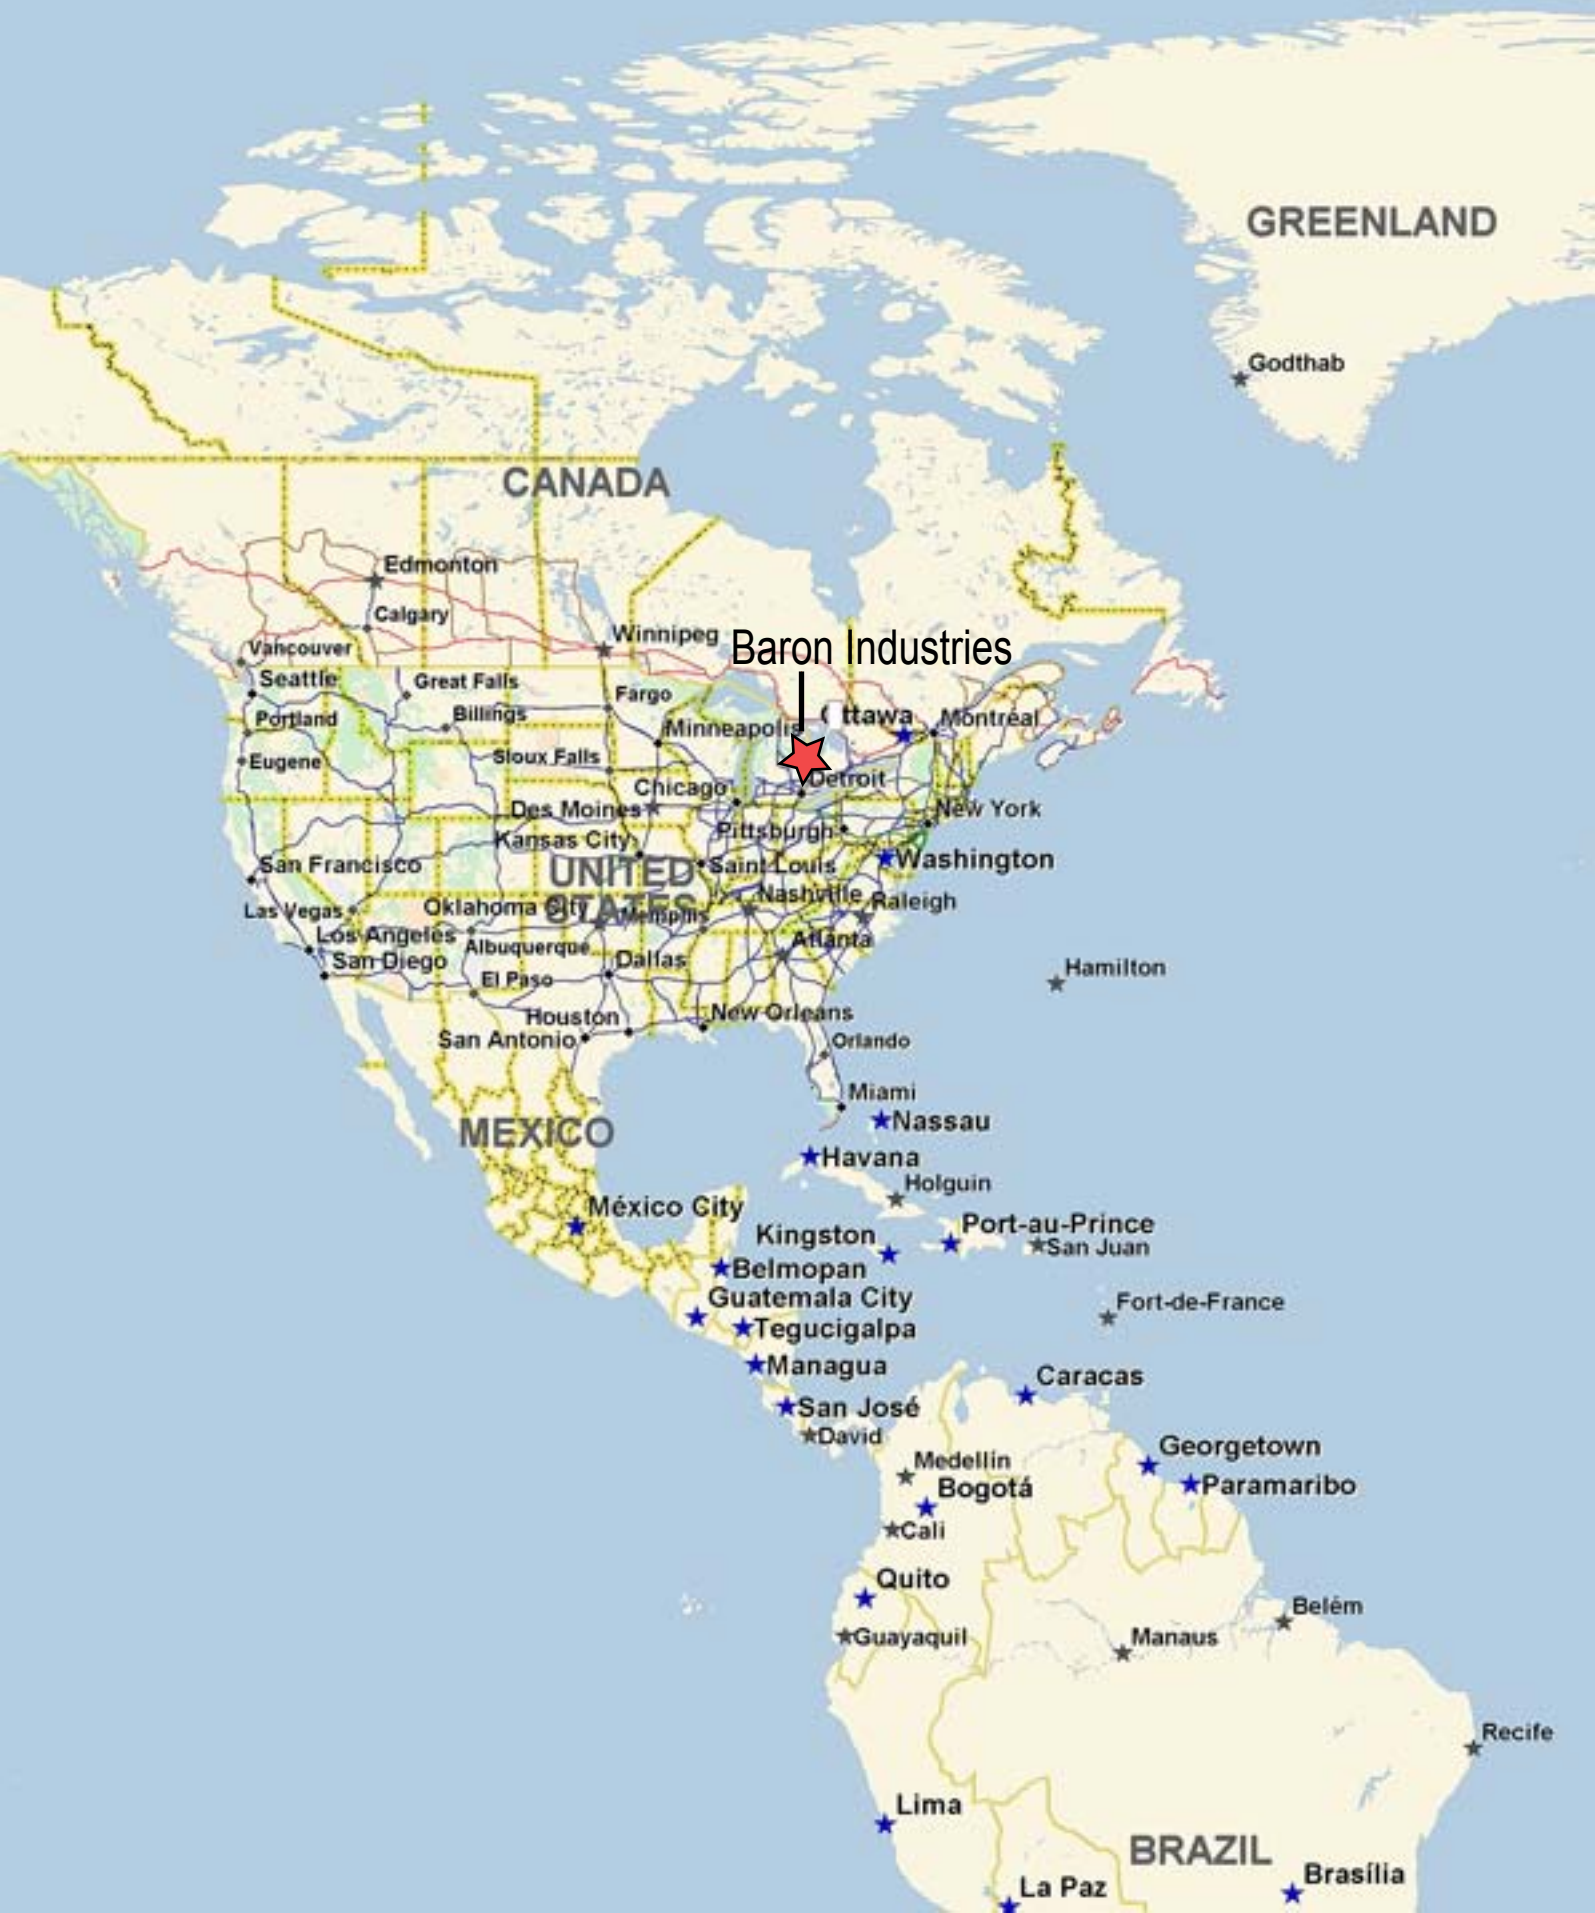 GREENLAND
Godthab
CANADA
Edmonton
Calgary
Winnipeg
Baron Industries
Vancouver
Seattle
Great Falls
Fargo
Portland
Billings
Minneapolis
Ottawa
Montréal
Eugene
Sioux Falls
Detroit
Chicago
Des Moines
New York
Kansas City
Pittsburgh
San Francisco
UNITED
STATES
Saint Louis
Washington
Las Vegas
Oklahoma City
Memphis
Nashville
Raleigh
Los Angeles
Albuquerque
Atlanta
San Diego
El Paso
Dallas
Hamilton
Houston
New Orleans
San Antonio
Orlando
Miami
Nassau
MEXICO
Havana
Holguin
México City
Kingston
Port-au-Prince
San Juan
Belmopan
Guatemala City
Fort-de-France
Tegucigalpa
Managua
Caracas
San José
David
Georgetown
Medellín
Bogotá
Paramaribo
Cali
Quito
Belém
Guayaquil
Manaus
Recife
Lima
BRAZIL
Brasília
La Paz